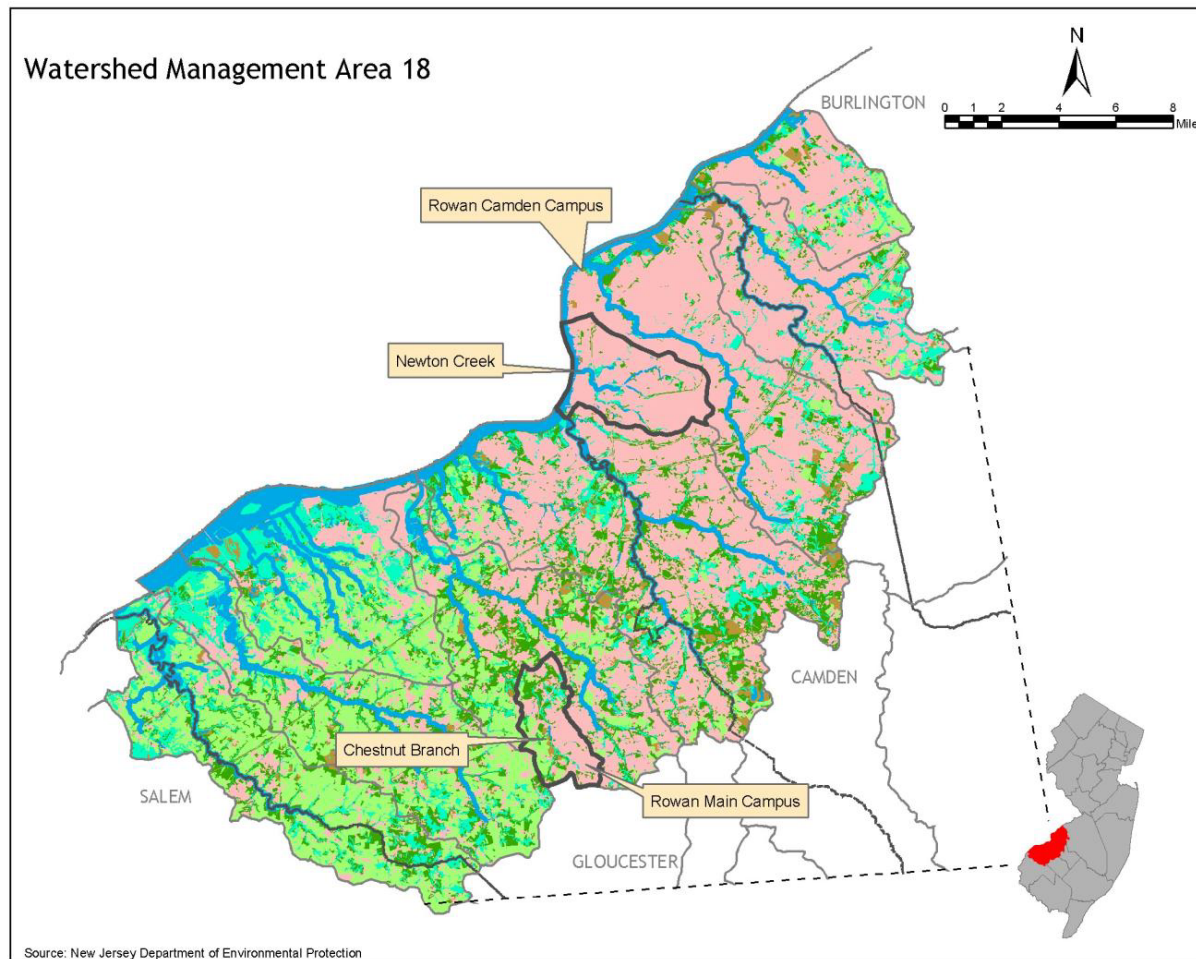 Watershed Management Area 18
N
BURLINGTON
0 1 2 4 6 8
Miles
Rowan Camden Campus
Newton Creek
CAMDEN
Chestnut Branch
Rowan Main Campus
SALEM
GLOUCESTER
Source: New Jersey Department of Environmental Protection